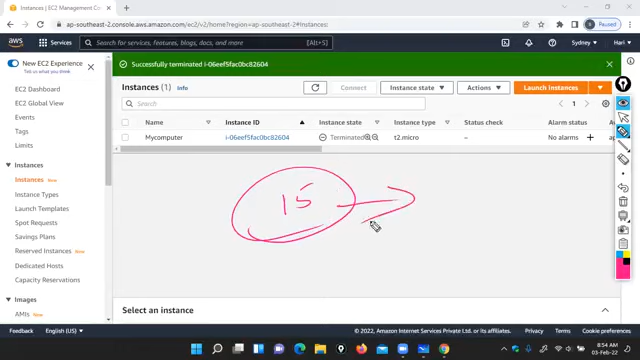 Instances | EC2 Management Co
ap-southeast-2.console.aws.amazon.com/ec2/v2/home?region=ap-southeast-2#Instances:
aws
Services
Search for services, features, blogs, docs, and more
[Alt+S]
Sydney
Hari
New EC2 Experience
Tell us what you think
Successfully terminated i-06eef5fac0bc82604
EC2 Dashboard
EC2 Global View
Events
Tags
Limits
Instances
Instances
Instance Types
Launch Templates
Spot Requests
Savings Plans
Reserved Instances
Dedicated Hosts
Capacity Reservations
Images
AMIs
Instances (1) Info
Connect
Instance state
Actions
Launch instances
Search
1
Name
Instance ID
Instance state
Instance type
Status check
Alarm status
Mycomputer
i-06eef5fac0bc82604
Terminated
t2.micro
–
No alarms
15
Select an instance
Feedback
English (US)
© 2022, Amazon Internet Services Private Ltd. or its affiliates.
Privacy
Terms
Cookie preferences
8:54 AM
03-Feb-22